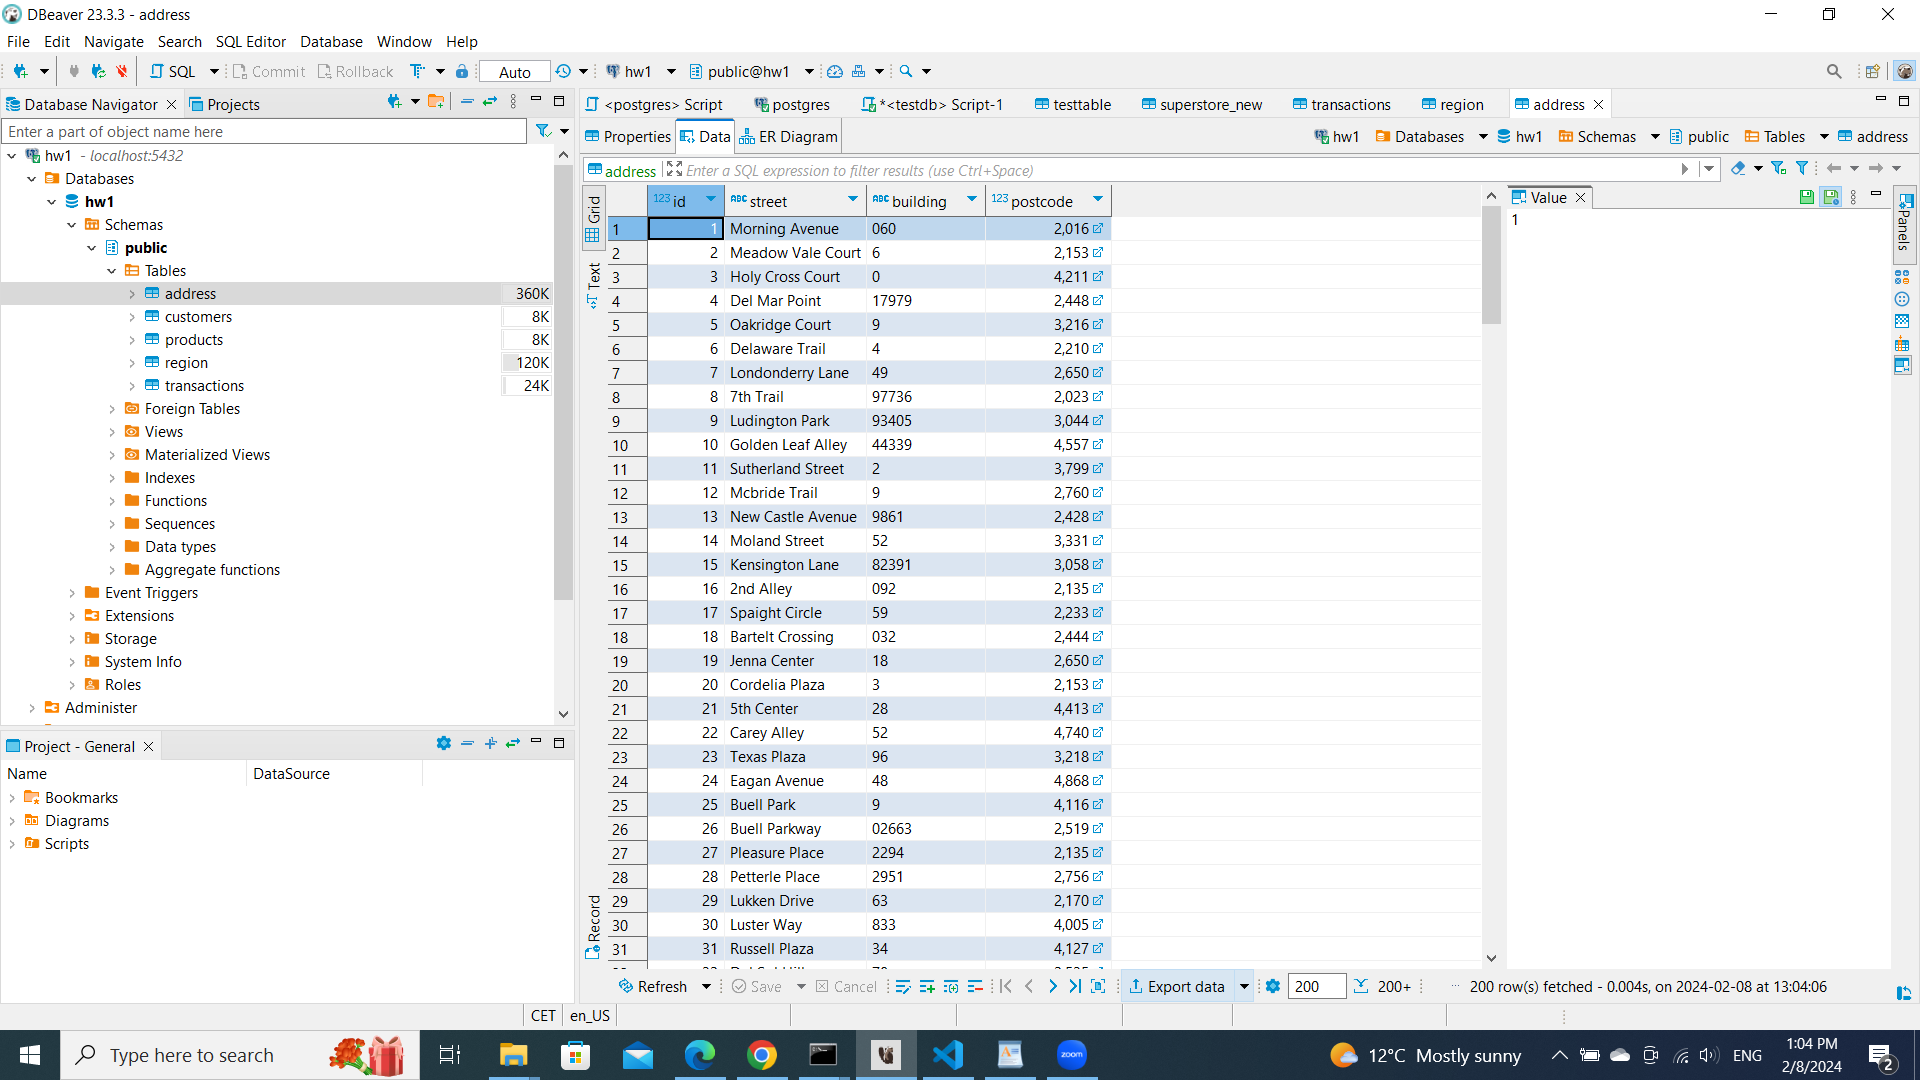 DBeaver 23.3.3 - address
File Edit Navigate Search SQL Editor Database Window Help
SQL Commit Rollback Auto hw1 public@hw1
Database Navigator Projects
<postgres> Script postgres *<testdb> Script-1 testtable superstore_new transactions region address
Enter a part of object name here
Properties Data ER Diagram hw1 Databases hw1 Schemas public Tables address
address Enter a SQL expression to filter results (use Ctrl+Space)
hw1 - localhost:5432
Databases
hw1
Schemas
public
Tables
address 360K
customers 8K
products 8K
region 120K
transactions 24K
Foreign Tables
Views
Materialized Views
Indexes
Functions
Sequences
Data types
Aggregate functions
Event Triggers
Extensions
Storage
System Info
Roles
Administer
Project - General
Name DataSource
Bookmarks
Diagrams
Scripts
Grid
Text
Record
123 id ABC street ABC building 123 postcode
1 1 Morning Avenue 060 2,016
2 2 Meadow Vale Court 6 2,153
3 3 Holy Cross Court 0 4,211
4 4 Del Mar Point 17979 2,448
5 5 Oakridge Court 9 3,216
6 6 Delaware Trail 4 2,210
7 7 Londonderry Lane 49 2,650
8 8 7th Trail 97736 2,023
9 9 Ludington Park 93405 3,044
10 10 Golden Leaf Alley 44339 4,557
11 11 Sutherland Street 2 3,799
12 12 Mcbride Trail 9 2,760
13 13 New Castle Avenue 9861 2,428
14 14 Moland Street 52 3,331
15 15 Kensington Lane 82391 3,058
16 16 2nd Alley 092 2,135
17 17 Spaight Circle 59 2,233
18 18 Bartelt Crossing 032 2,444
19 19 Jenna Center 18 2,650
20 20 Cordelia Plaza 3 2,153
21 21 5th Center 28 4,413
22 22 Carey Alley 52 4,740
23 23 Texas Plaza 96 3,218
24 24 Eagan Avenue 48 4,868
25 25 Buell Park 9 4,116
26 26 Buell Parkway 02663 2,519
27 27 Pleasure Place 2294 2,135
28 28 Petterle Place 2951 2,756
29 29 Lukken Drive 63 2,170
30 30 Luster Way 833 4,005
31 31 Russell Plaza 34 4,127
Value
1
Panels
Refresh Save Cancel Export data 200 200+ 200 row(s) fetched - 0.004s, on 2024-02-08 at 13:04:06
CET en_US
Type here to search zoom 12°C Mostly sunny ENG 1:04 PM
2/8/2024
2